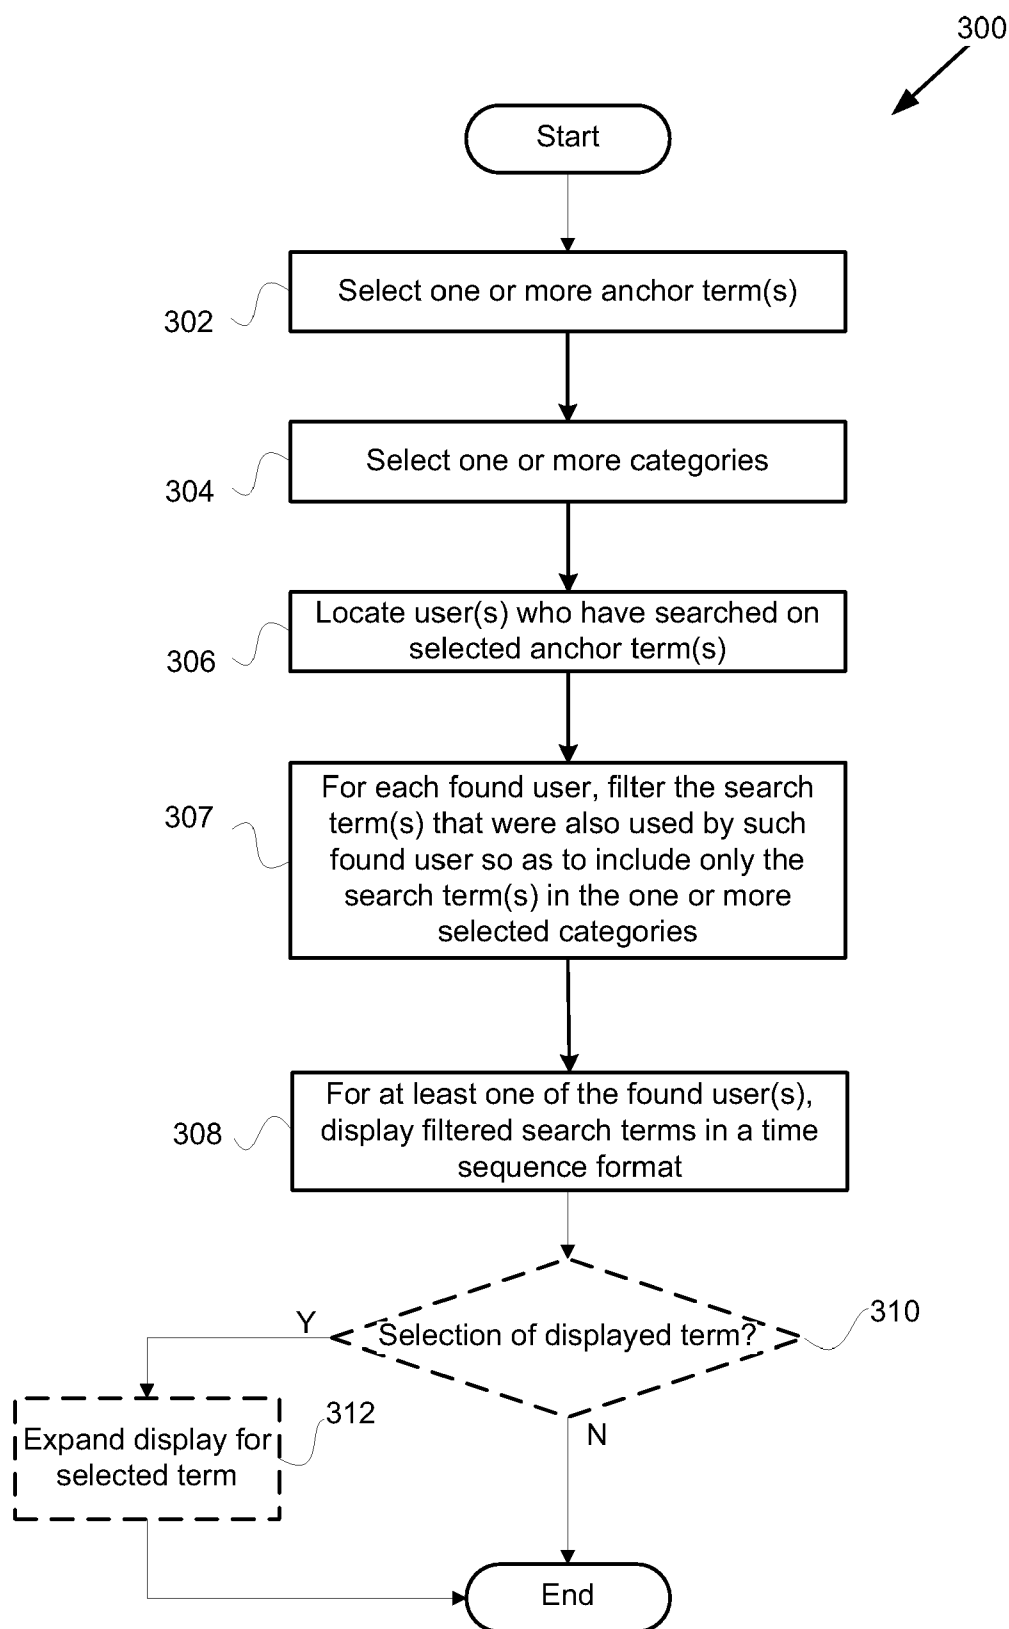 300
Start
Select one or more anchor term(s)
302
Select one or more categories
304
Locate user(s) who have searched on
selected anchor term(s)
306
For each found user, filter the search
term(s) that were also used by such
found user so as to include only the
search term(s) in the one or more
selected categories
307
For at least one of the found user(s),
display filtered search terms in a time
sequence format
308
Selection of displayed term?
310
Y
N
Expand display for
selected term
312
End